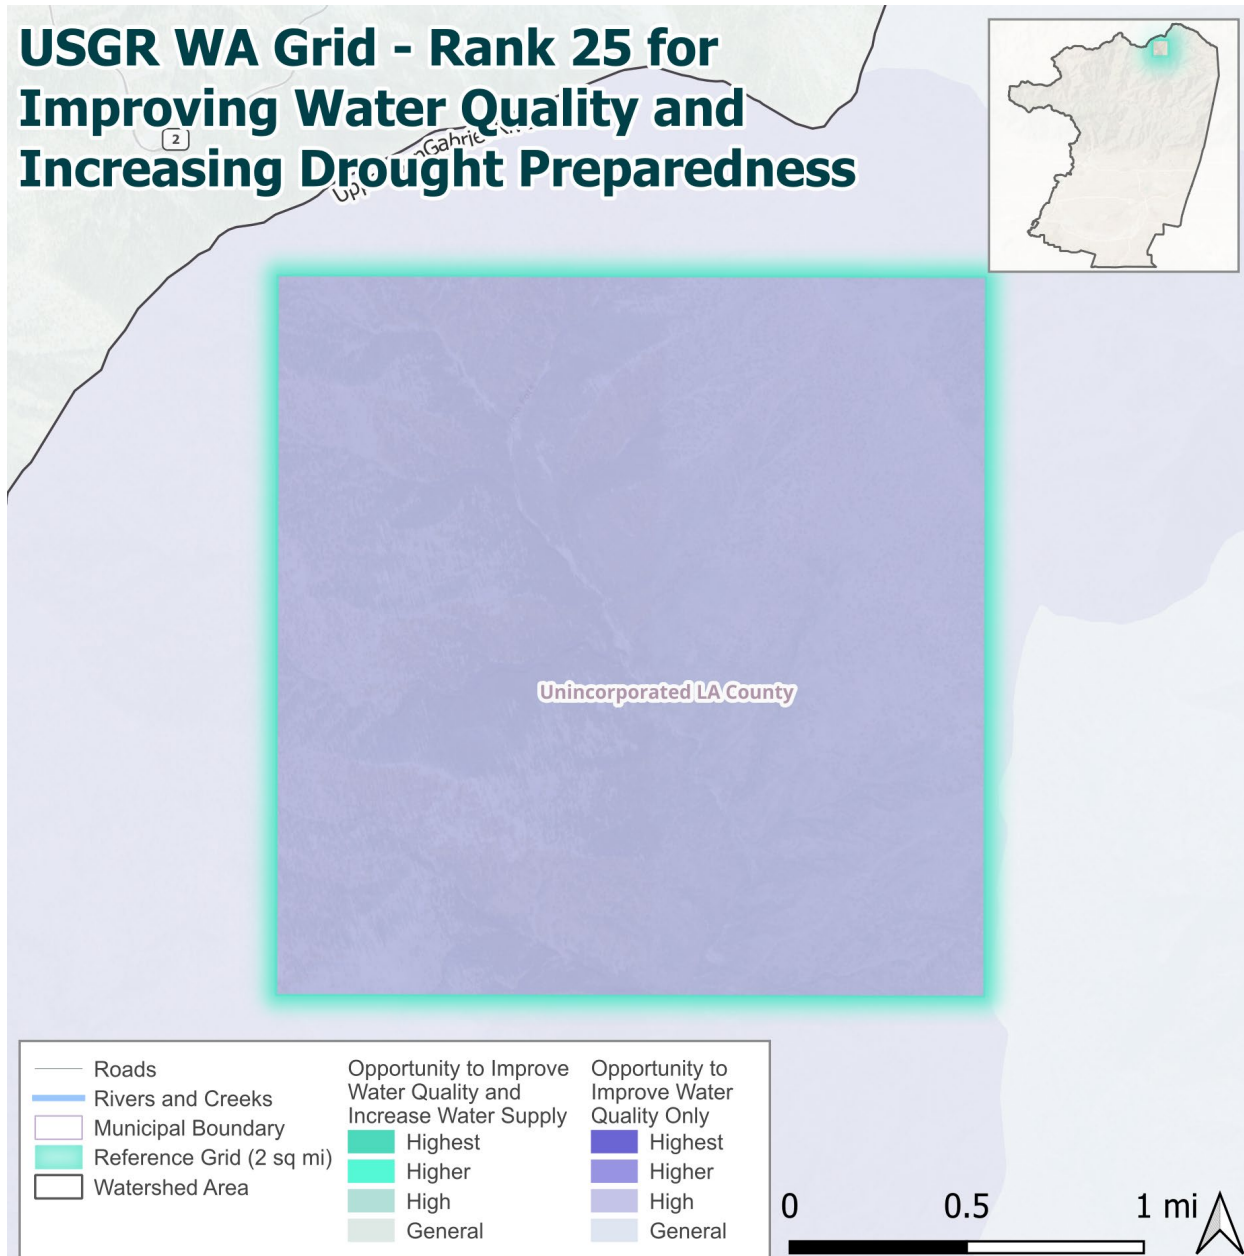 USGR WA Grid - Rank 25 for
Improving Water Quality and
Increasing Drought Preparedness
2
Unincorporated LA County
Roads
Rivers and Creeks
Municipal Boundary
Reference Grid (2 sq mi)
Watershed Area
Opportunity to Improve
Water Quality and
Increase Water Supply
Highest
Higher
High
General
Opportunity to
Improve Water
Quality Only
Highest
Higher
High
General
0 0.5 1 mi